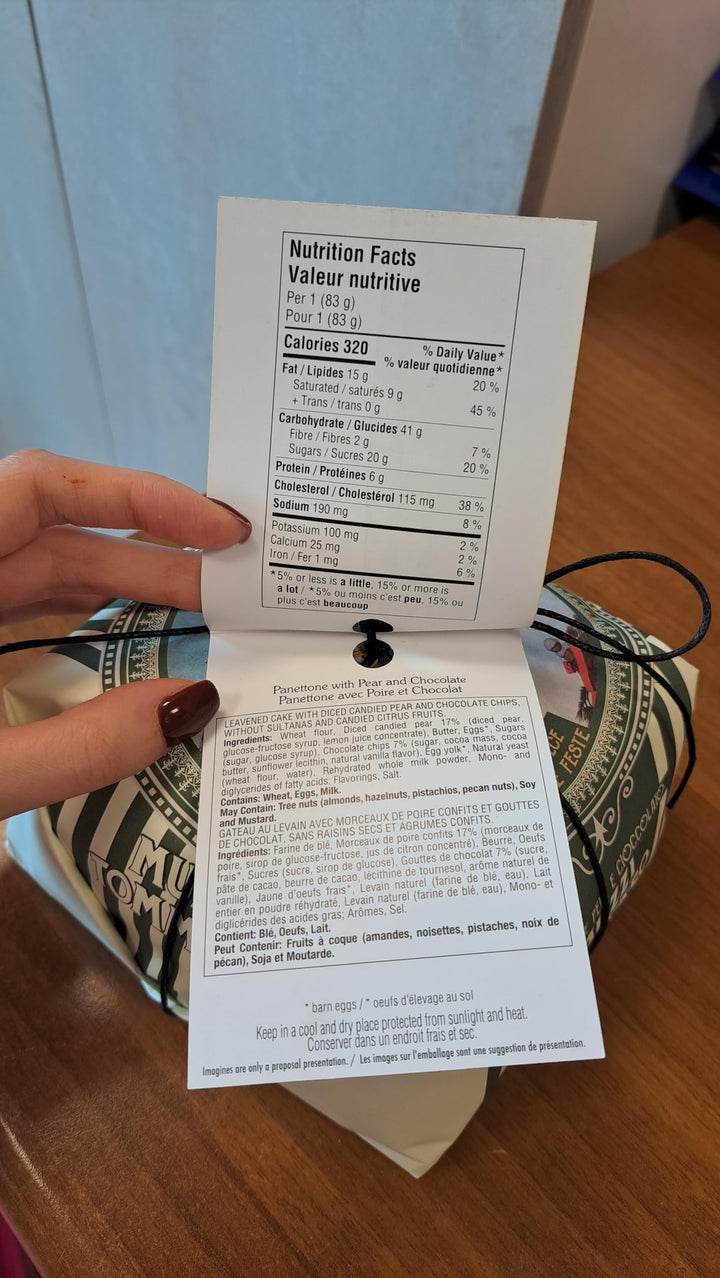 Nutrition Facts
Valeur nutritive
Per 1 (83 g)
Pour 1 (83 g)
Calories 320
% Daily Value*
% valeur quotidienne*
Fat / Lipides 15 g 20 %
Saturated / saturés 9 g
+ Trans / trans 0 g 45 %
Carbohydrate / Glucides 41 g
Fibre / Fibres 2 g 7 %
Sugars / Sucres 20 g 20 %
Protein / Protéines 6 g
Cholesterol / Cholestérol 115 mg 38 %
Sodium 190 mg 8 %
Potassium 100 mg 2 %
Calcium 25 mg 2 %
Iron / Fer 1 mg 6 %
*5% or less is a little, 15% or more is
a lot / *5% ou moins c'est peu, 15% ou
plus c'est beaucoup
Panettone with Pear and Chocolate
Panettone avec Poire et Chocolat
LEAVENED CAKE WITH DICED CANDIED PEAR AND CHOCOLATE CHIPS,
WITHOUT SULTANAS AND CANDIED CITRUS FRUITS.
Ingredients: Wheat flour, Diced candied pear 17% (diced pear,
glucose-fructose syrup, lemon juice concentrate), Butter, Eggs*, Sugars
(sugar, glucose syrup), Chocolate chips 7% (sugar, cocoa mass, cocoa
butter, sunflower lecithin, natural vanilla flavor), Egg yolk*, Natural yeast
(wheat flour, water), Rehydrated whole milk powder, Mono- and
diglycerides of fatty acids; Flavorings, Salt.
Contains: Wheat, Eggs, Milk.
May Contain: Tree nuts (almonds, hazelnuts, pistachios, pecan nuts), Soy
and Mustard.
GATEAU AU LEVAIN AVEC MORCEAUX DE POIRE CONFITS ET GOUTTES
DE CHOCOLAT, SANS RAISINS SECS ET AGRUMES CONFITS.
Ingrédients: Farine de blé, Morceaux de poire confits 17% (morceaux de
poire, sirop de glucose-fructose, jus de citron concentré), Beurre, Oeufs
frais*, Sucres (sucre, sirop de glucose), Gouttes de chocolat 7% (sucre,
pâte de cacao, beurre de cacao, lécithine de tournesol, arôme naturel de
vanille), Jaune d'oeufs frais*, Levain naturel (farine de blé, eau), Lait
entier en poudre réhydraté, Levain naturel (farine de blé, eau), Mono- et
diglicérides des acides gras; Arômes, Sel.
Contient: Blé, Oeufs, Lait.
Peut Contenir: Fruits à coque (amandes, noisettes, pistaches, noix de
pécan), Soja et Moutarde.
* barn eggs / * oeufs d'élevage au sol
Keep in a cool and dry place protected from sunlight and heat.
Conserver dans un endroit frais et sec.
Imagines are only a proposal presentation. / Les images sur l'emballage sont une suggestion de présentation.
MU
TOMM
FESTE
E CIOCCOLATO